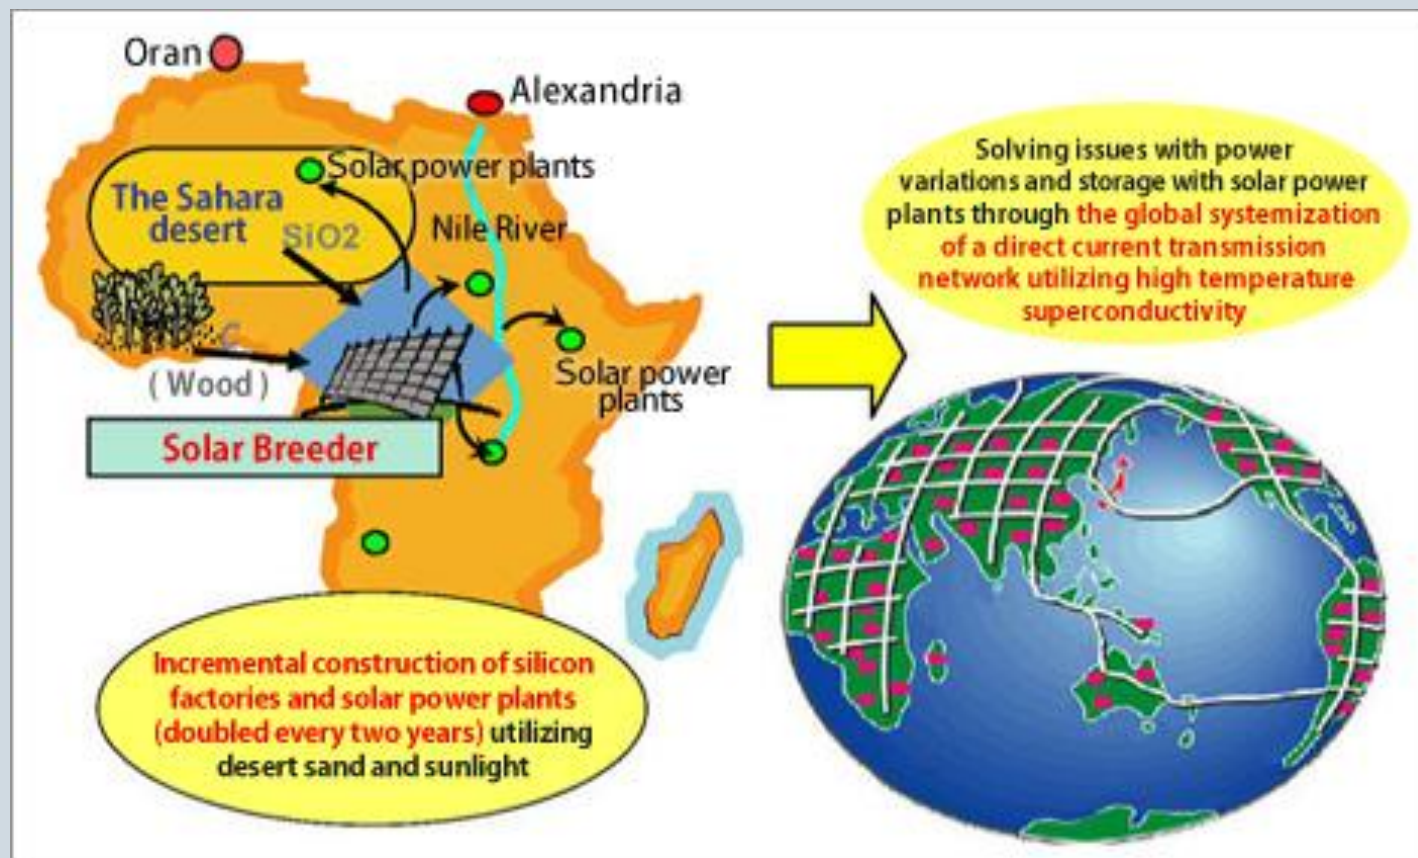 Oran
Alexandria
Solar power plants
The Sahara
desert
SiO2
Nile River
C
( Wood )
Solar power
plants
Solar Breeder
Incremental construction of silicon
factories and solar power plants
(doubled every two years) utilizing
desert sand and sunlight
Solving issues with power
variations and storage with solar power
plants through the global systemization
of a direct current transmission
network utilizing high temperature
superconductivity